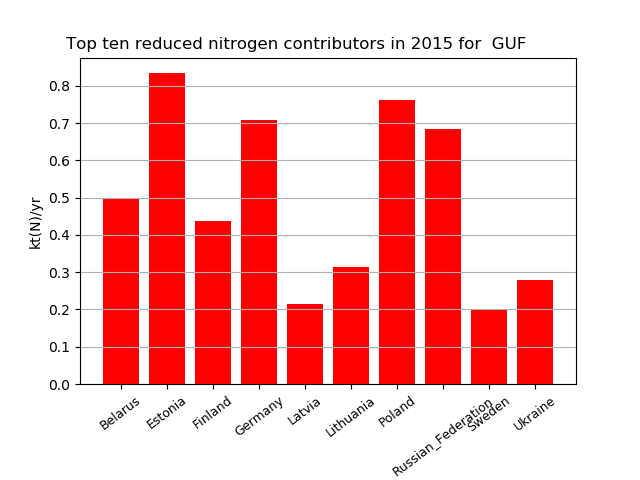 Top ten reduced nitrogen contributors in 2015 for  GUF
kt(N)/yr
0.8
0.7
0.6
0.5
0.4
0.3
0.2
0.1
0.0
Belarus
Estonia
Finland
Germany
Latvia
Lithuania
Poland
Russian_Federation
Sweden
Ukraine